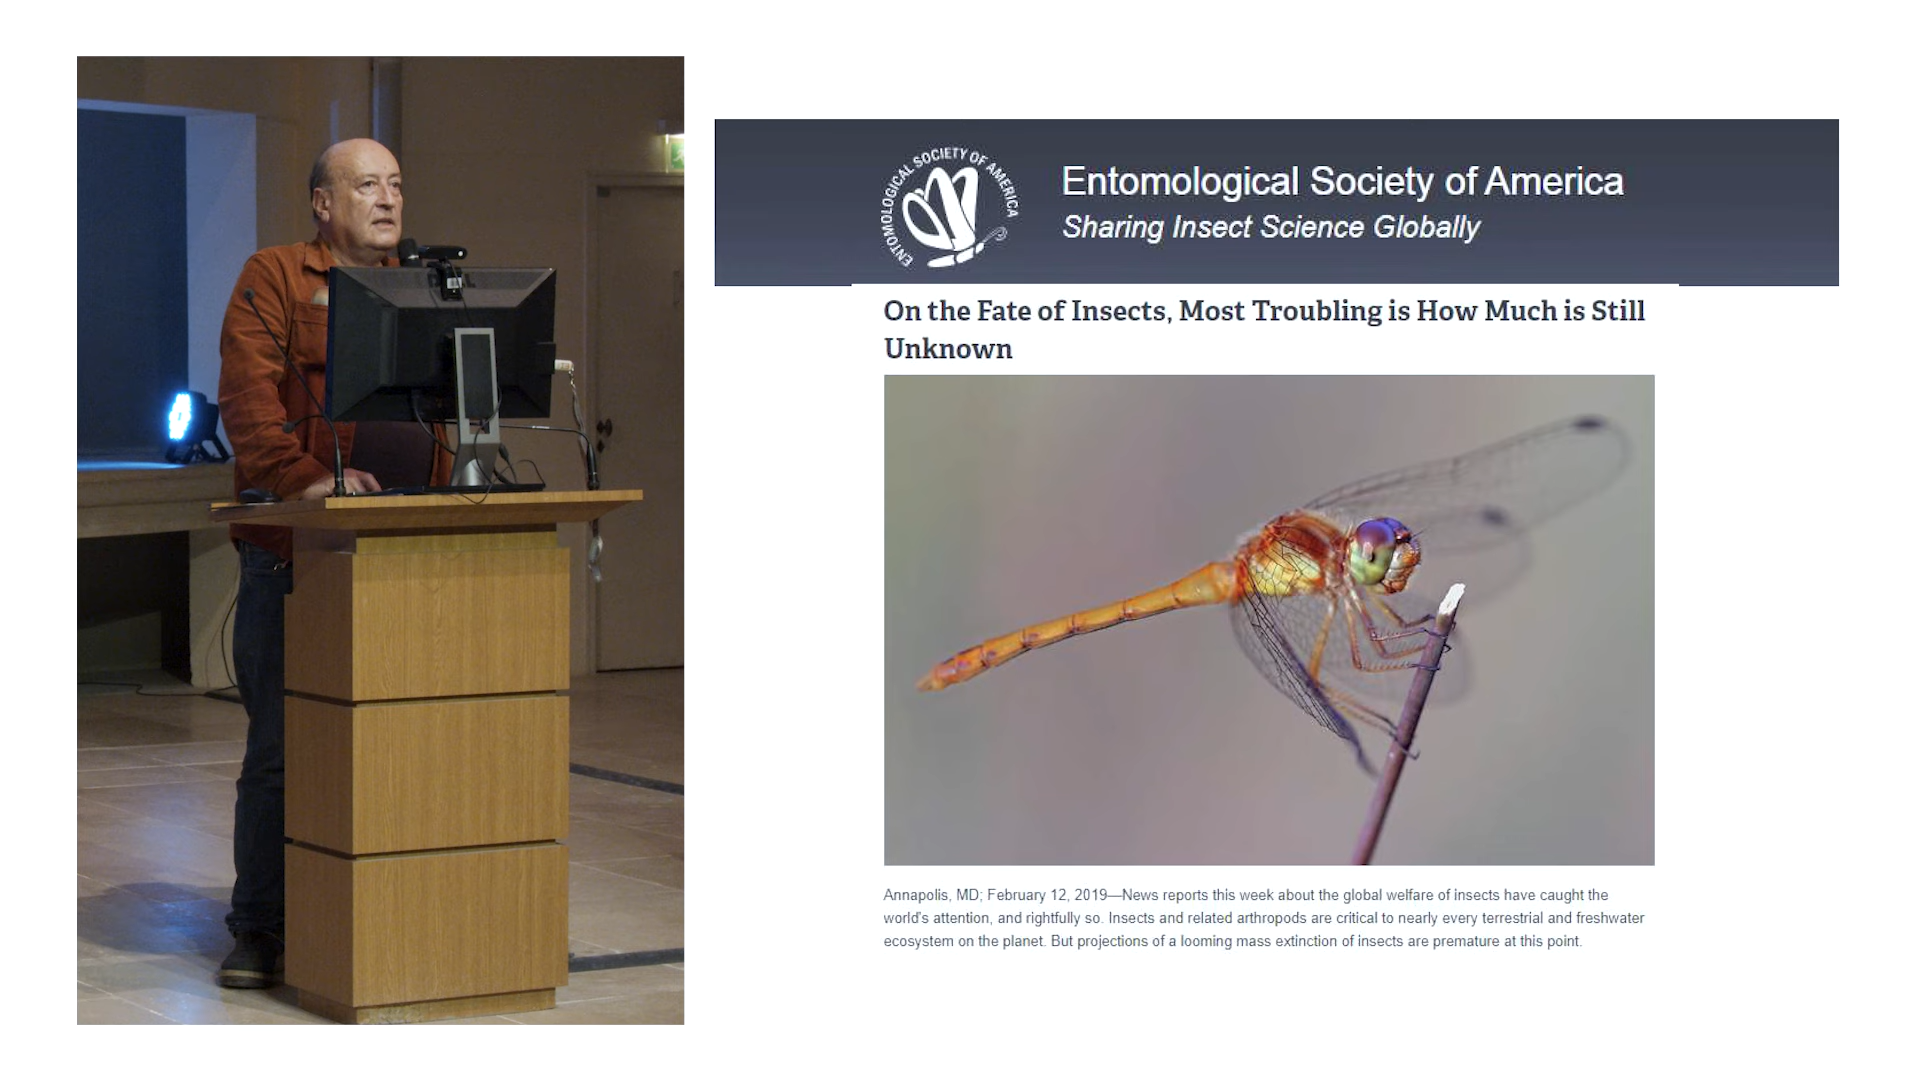 ENTOMOLOGICAL SOCIETY OF AMERICA
Entomological Society of America
Sharing Insect Science Globally
On the Fate of Insects, Most Troubling is How Much is Still
Unknown
Annapolis, MD; February 12, 2019—News reports this week about the global welfare of insects have caught the
world's attention, and rightfully so. Insects and related arthropods are critical to nearly every terrestrial and freshwater
ecosystem on the planet. But projections of a looming mass extinction of insects are premature at this point.